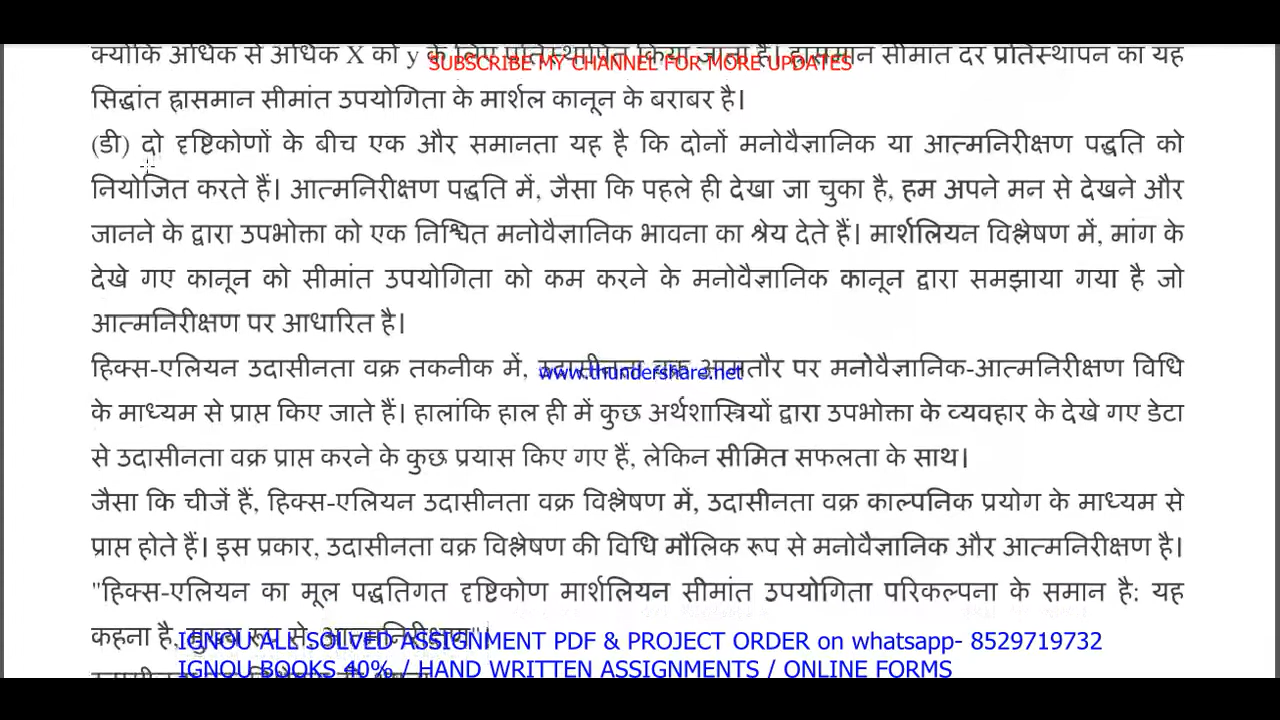 क्योंकि अधिक से अधिक X को y के लिए प्रतिस्थापित किया जाना है। ह्रासमान सीमांत दर प्रतिस्थापन का यह
SUBSCRIBE MY CHANNEL FOR MORE UPDATES
सिद्धांत ह्रासमान सीमांत उपयोगिता के मार्शल कानून के बराबर है।
(डी) दो दृष्टिकोणों के बीच एक और समानता यह है कि दोनों मनोवैज्ञानिक या आत्मनिरीक्षण पद्धति को
नियोजित करते हैं। आत्मनिरीक्षण पद्धति में, जैसा कि पहले ही देखा जा चुका है, हम अपने मन से देखने और
जानने के द्वारा उपभोक्ता को एक निश्चित मनोवैज्ञानिक भावना का श्रेय देते हैं। मार्शलियन विश्लेषण में, मांग के
देखे गए कानून को सीमांत उपयोगिता को कम करने के मनोवैज्ञानिक कानून द्वारा समझाया गया है जो
आत्मनिरीक्षण पर आधारित है।
हिक्स-एलियन उदासीनता वक्र तकनीक में, उदासीनता वक्र आमतौर पर मनोवैज्ञानिक-आत्मनिरीक्षण विधि
www.thundershare.net
के माध्यम से प्राप्त किए जाते हैं। हालांकि हाल ही में कुछ अर्थशास्त्रियों द्वारा उपभोक्ता के व्यवहार के देखे गए डेटा
से उदासीनता वक्र प्राप्त करने के कुछ प्रयास किए गए हैं, लेकिन सीमित सफलता के साथ।
जैसा कि चीजें हैं, हिक्स-एलियन उदासीनता वक्र विश्लेषण में, उदासीनता वक्र काल्पनिक प्रयोग के माध्यम से
प्राप्त होते हैं। इस प्रकार, उदासीनता वक्र विश्लेषण की विधि मौलिक रूप से मनोवैज्ञानिक और आत्मनिरीक्षण है।
"हिक्स-एलियन का मूल पद्धतिगत दृष्टिकोण मार्शलियन सीमांत उपयोगिता परिकल्पना के समान है: यह
कहना है, मुख्य रूप से, आत्मनिरीक्षण"।
IGNOU ALL SOLVED ASSIGNMENT PDF & PROJECT ORDER on whatsapp- 8529719732
IGNOU BOOKS 40% / HAND WRITTEN ASSIGNMENTS / ONLINE FORMS